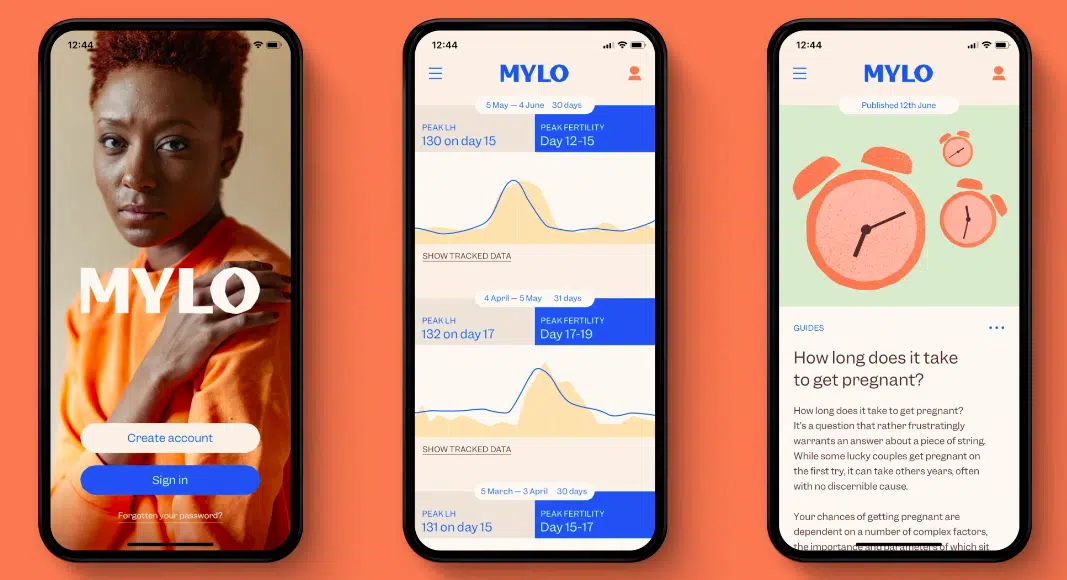 12:44
MYLO
Create account
Sign in
Forgotten your password?
12:44
MYLO
5 May — 4 June 30 days
PEAK LH
130 on day 15
PEAK FERTILITY
Day 12-15
SHOW TRACKED DATA
4 April — 5 May 31 days
PEAK LH
132 on day 17
PEAK FERTILITY
Day 17-19
SHOW TRACKED DATA
5 March — 3 April 30 days
PEAK LH
131 on day 15
PEAK FERTILITY
Day 15-17
12:44
MYLO
Published 12th June
GUIDES
How long does it take
to get pregnant?
How long does it take to get pregnant?
It's a question that rather frustratingly
warrants an answer about a piece of string.
While some lucky couples get pregnant on
the first try, it can take others years, often
with no discernible cause.
Your chances of getting pregnant are
dependent on a number of complex factors,
the importance and parameters of which sit